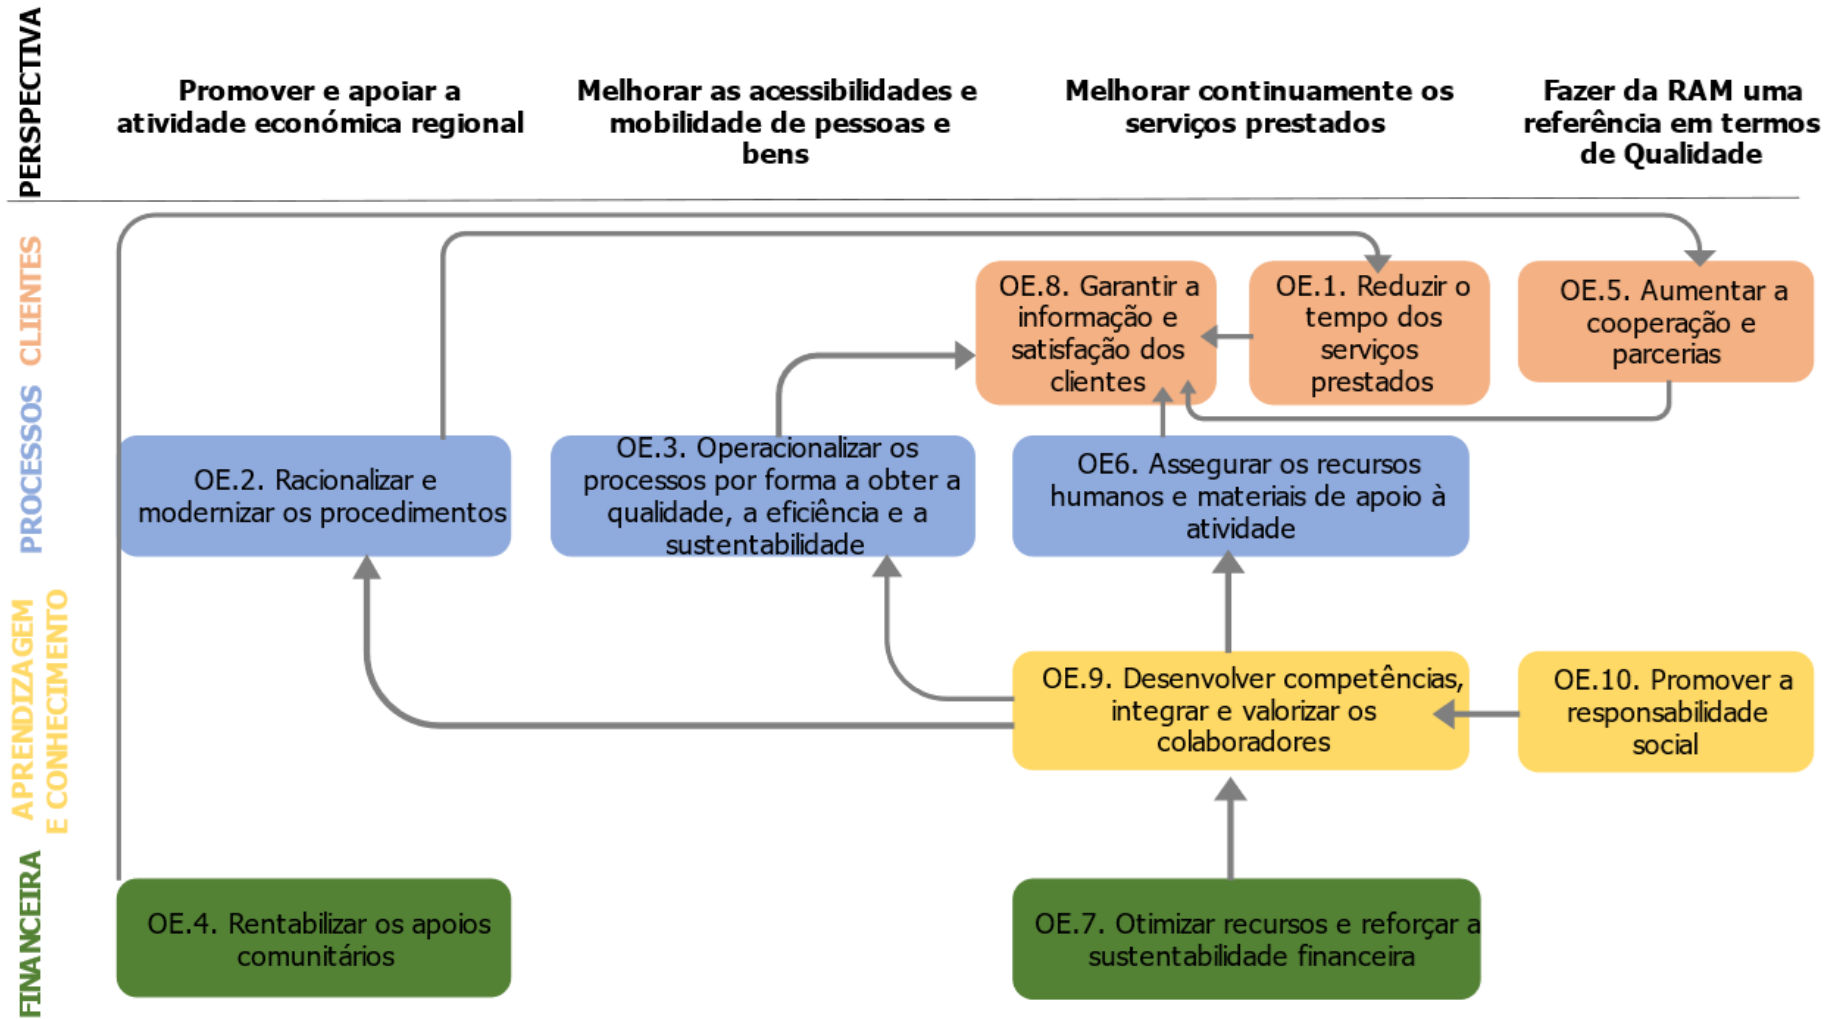 PERSPECTIVA
Promover e apoiar a
atividade económica regional
Melhorar as acessibilidades e
mobilidade de pessoas e
bens
Melhorar continuamente os
serviços prestados
Fazer da RAM uma
referência em termos
de Qualidade
CLIENTES
OE.8. Garantir a
informação e
satisfação dos
clientes
OE.1. Reduzir o
tempo dos
serviços
prestados
OE.5. Aumentar a
cooperação e
parcerias
PROCESSOS
OE.2. Racionalizar e
modernizar os procedimentos
OE.3. Operacionalizar os
processos por forma a obter a
qualidade, a eficiência e a
sustentabilidade
OE6. Assegurar os recursos
humanos e materiais de apoio à
atividade
APRENDIZAGEM
E CONHECIMENTO
OE.9. Desenvolver competências,
integrar e valorizar os
colaboradores
OE.10. Promover a
responsabilidade
social
FINANCEIRA
OE.4. Rentabilizar os apoios
comunitários
OE.7. Otimizar recursos e reforçar a
sustentabilidade financeira